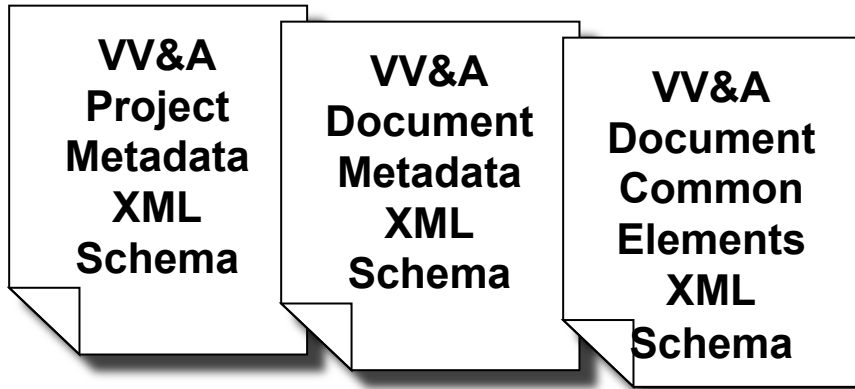 VV&A
Project
Metadata
XML
Schema
VV&A
Document
Metadata
XML
Schema
VV&A
Document
Common
Elements
XML
Schema